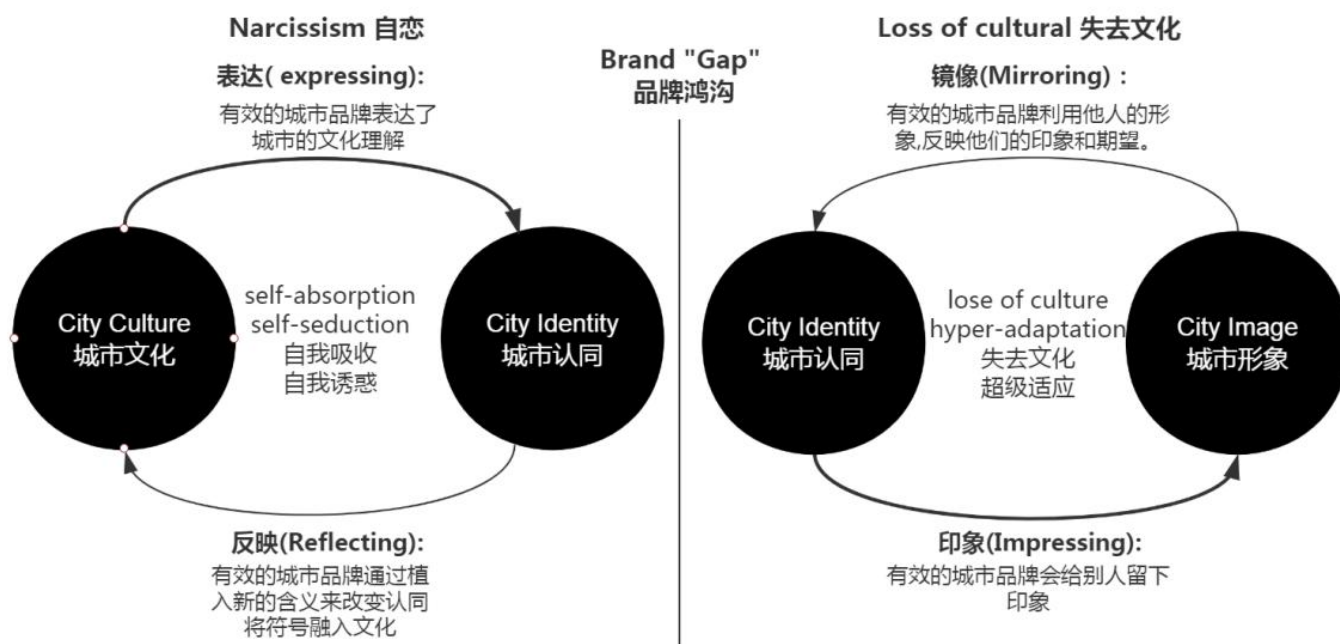 Narcissism 自恋
表达( expressing):
有效的城市品牌表达了
城市的文化理解
City Culture
城市文化
self-absorption
self-seduction
自我吸收
自我诱惑
City Identity
城市认同
反映(Reflecting):
有效的城市品牌通过植
入新的含义来改变认同
将符号融入文化
Brand "Gap"
品牌鸿沟
Loss of cultural 失去文化
镜像(Mirroring)：
有效的城市品牌利用他人的形
象,反映他们的印象和期望。
City Identity
城市认同
lose of culture
hyper-adaptation
失去文化
超级适应
City Image
城市形象
印象(Impressing):
有效的城市品牌会给别人留下
印象